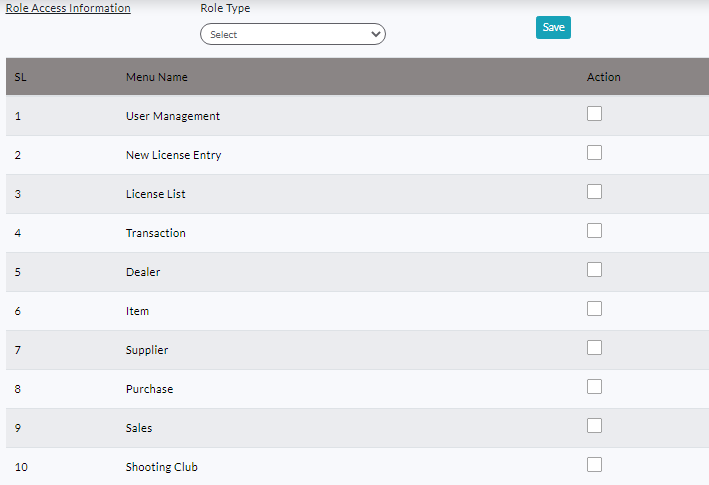 Role Access Information
Role Type
Select
Save
SL Menu Name Action
1 User Management
2 New License Entry
3 License List
4 Transaction
5 Dealer
6 Item
7 Supplier
8 Purchase
9 Sales
10 Shooting Club